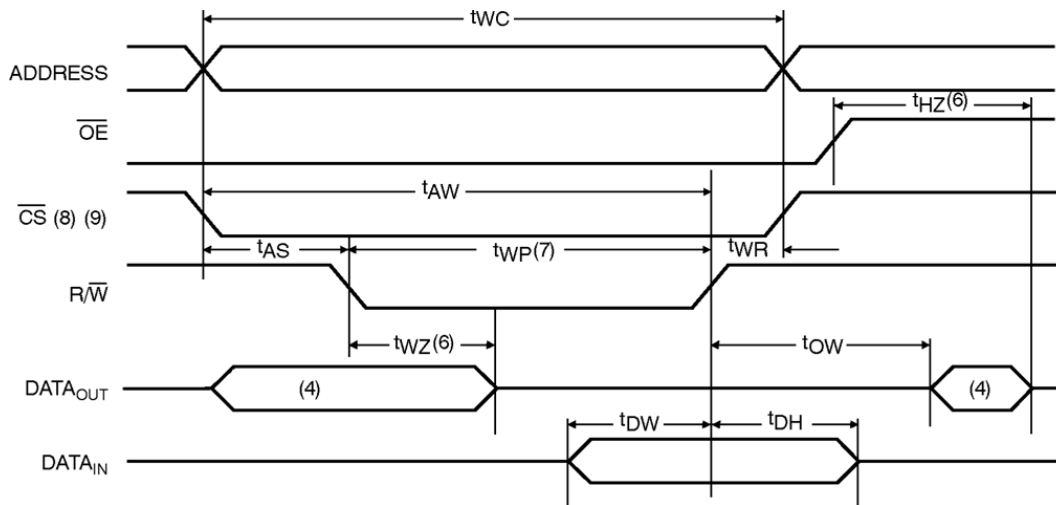 tWC
ADDRESS
tHZ(6)
OE
tAW
CS (8) (9)
tAS
tWP(7)
tWR
R/W
tWZ(6)
tOW
DATAOUT
(4)
(4)
tDW
tDH
DATAIN